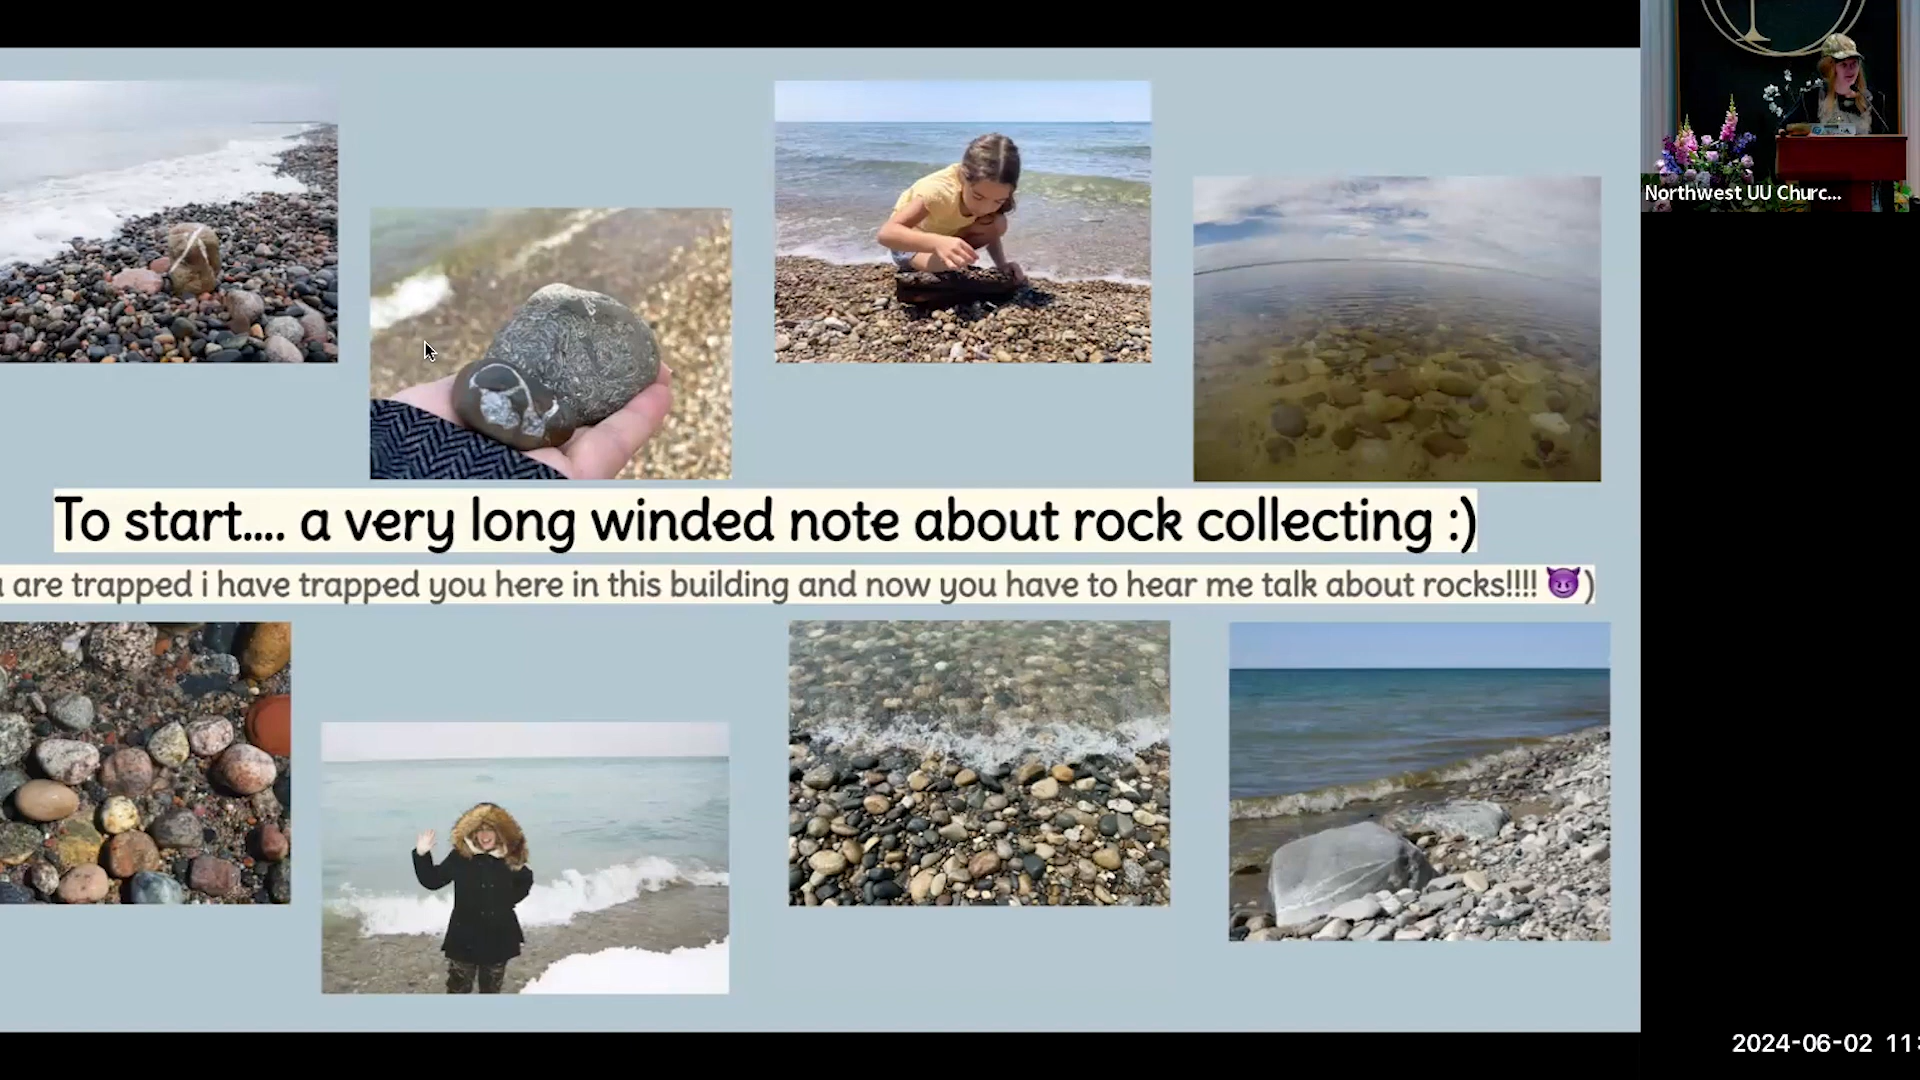 Northwest UU Churc...
To start.... a very long winded note about rock collecting :)
are trapped i have trapped you here in this building and now you have to hear me talk about rocks!!!! 😈)
2024-06-02 11: